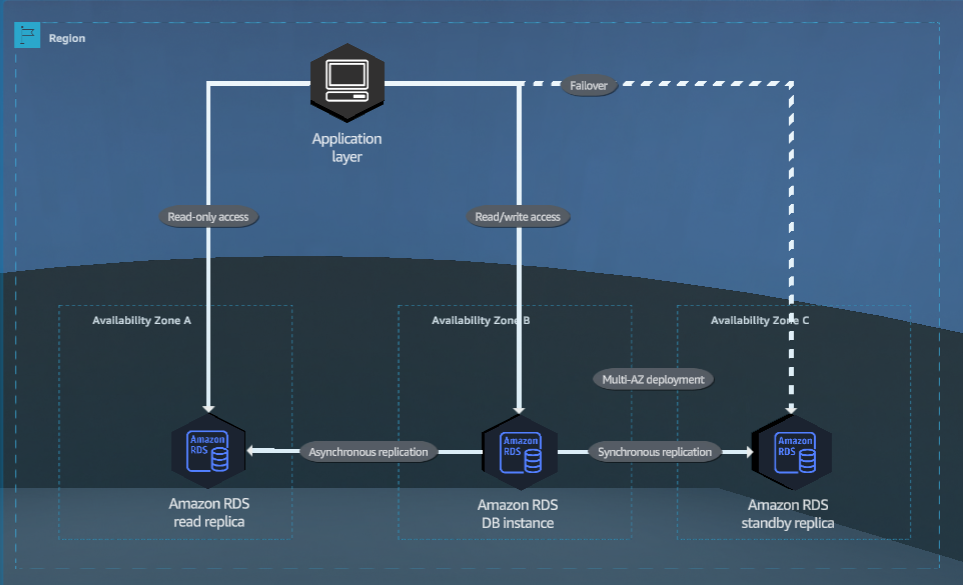 Region
Failover
Application
layer
Read-only access
Read/write access
Availability Zone A
Availability Zone B
Availability Zone C
Multi-AZ deployment
Amazon
RDS
Asynchronous replication
Amazon
RDS
Synchronous replication
Amazon
RDS
Amazon RDS
read replica
Amazon RDS
DB instance
Amazon RDS
standby replica